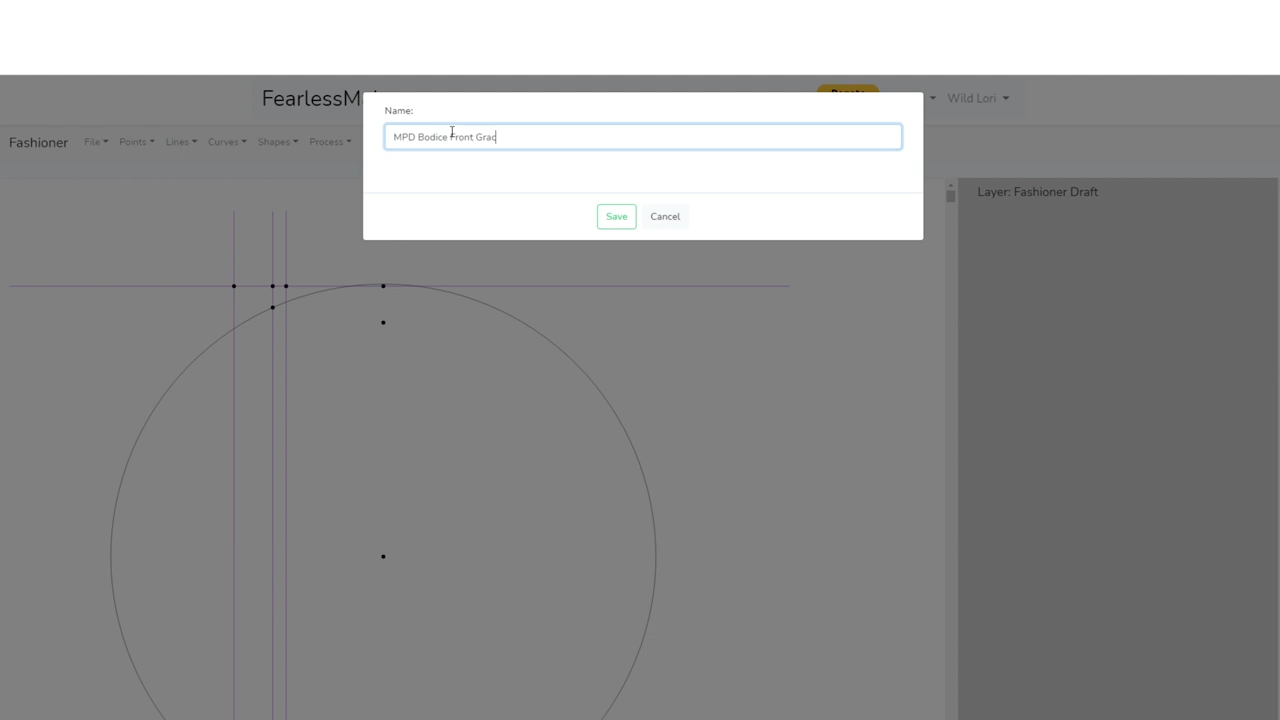 FearlessMa
Wild Lori
Name:
MPD Bodice Front Grac
Save
Cancel
Fashioner
File
Points
Lines
Curves
Shapes
Process
Layer: Fashioner Draft